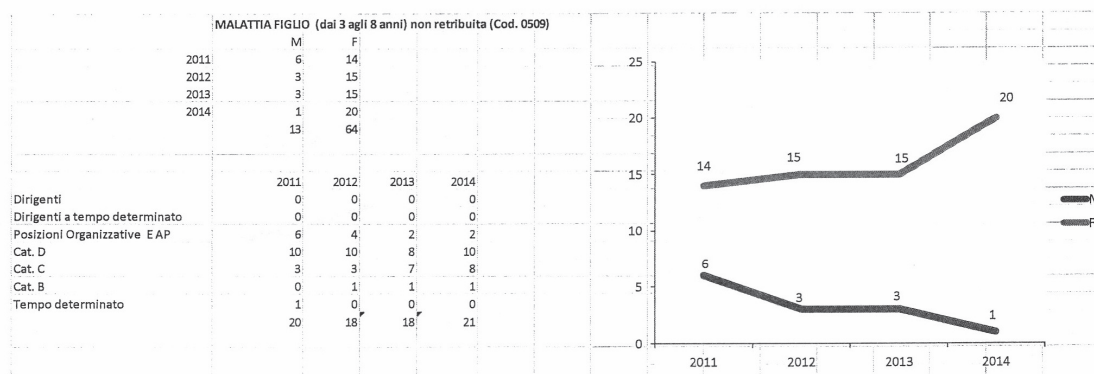 MALATTIA FIGLIO (dai 3 agli 8 anni) non retribuita (Cod. 0509)
M F
2011 6 14
2012 3 15
2013 3 15
2014 1 20
13 64
2011 2012 2013 2014
Dirigenti 0 0 0 0
Dirigenti a tempo determinato 0 0 0 0
Posizioni Organizzative E AP 6 4 2 2
Cat. D 10 10 8 10
Cat. C 3 3 7 8
Cat. B 0 1 1 1
Tempo determinato 1 0 0 0
20 18 18 21
25
20
15
10
5
0
14 15 15 20
6 3 3 1
2011 2012 2013 2014
M
F